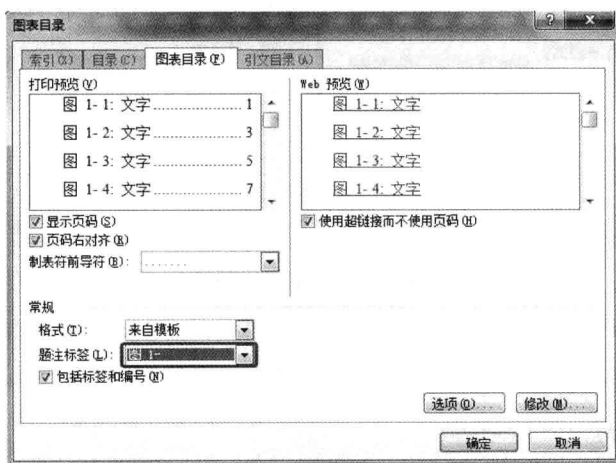 图表目录
索引(X) 目录(C) 图表目录(F) 引文目录(A)
打印预览(V)
图 1-1: 文字.....................1
图 1-2: 文字.....................3
图 1-3: 文字.....................5
图 1-4: 文字.....................7
Web 预览(W)
图 1-1: 文字
图 1-2: 文字
图 1-3: 文字
图 1-4: 文字
显示页码(S)
页码右对齐(R)
制表符前导符(B): .......
使用超链接而不使用页码(H)
常规
格式(T): 来自模板
题注标签(L): 图 1-
包括标签和编号(N)
选项(O)... 修改(M)...
确定 取消